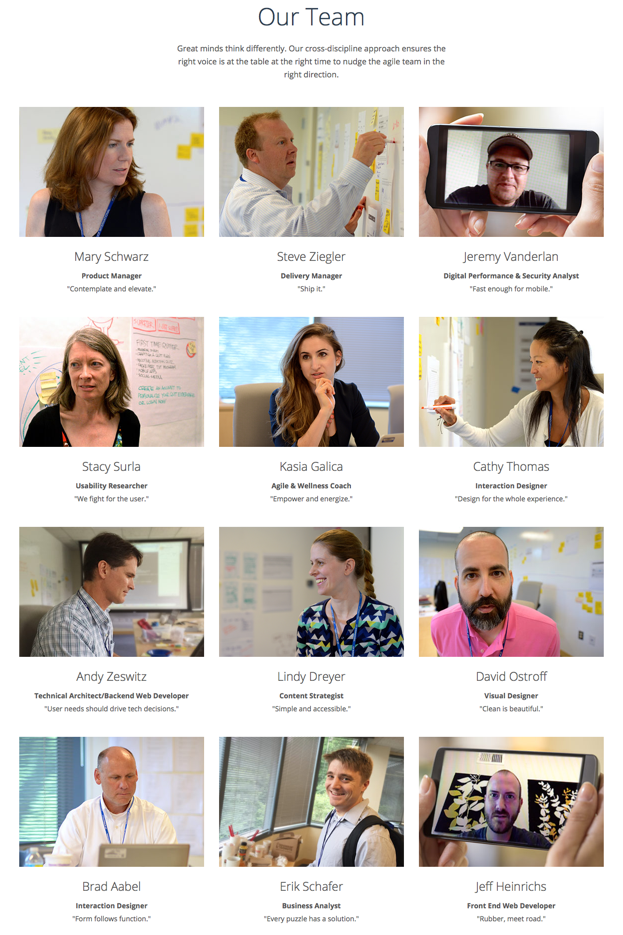 Our Team
Great minds think differently. Our cross-discipline approach ensures the
right voice is at the table at the right time to nudge the agile team in the
right direction.
Mary Schwarz
Product Manager
"Contemplate and elevate."
Steve Ziegler
Delivery Manager
"Ship it."
Jeremy Vanderlan
Digital Performance & Security Analyst
"Fast enough for mobile."
FIRST TIME
Stacy Surla
Usability Researcher
"We fight for the user."
Kasia Galica
Agile & Wellness Coach
"Empower and energize."
Cathy Thomas
Interaction Designer
"Design for the whole experience."
Andy Zeswitz
Technical Architect/Backend Web Developer
"User needs should drive tech decisions."
Lindy Dreyer
Content Strategist
"Simple and accessible."
David Ostroff
Visual Designer
"Clean is beautiful."
Brad Aabel
Interaction Designer
"Form follows function."
Erik Schafer
Business Analyst
"Every puzzle has a solution."
Jeff Heinrichs
Front End Web Developer
"Rubber, meet road."